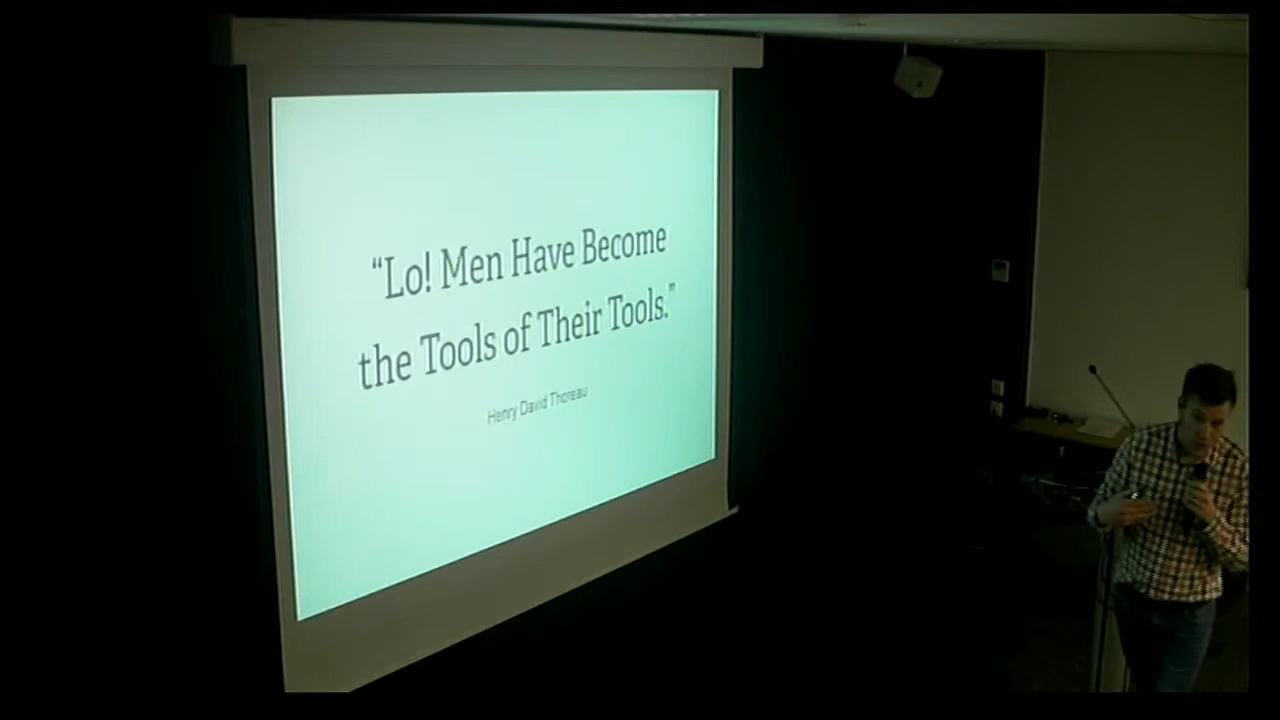 “Lo! Men Have Become
the Tools of Their Tools.”
Henry David Thoreau